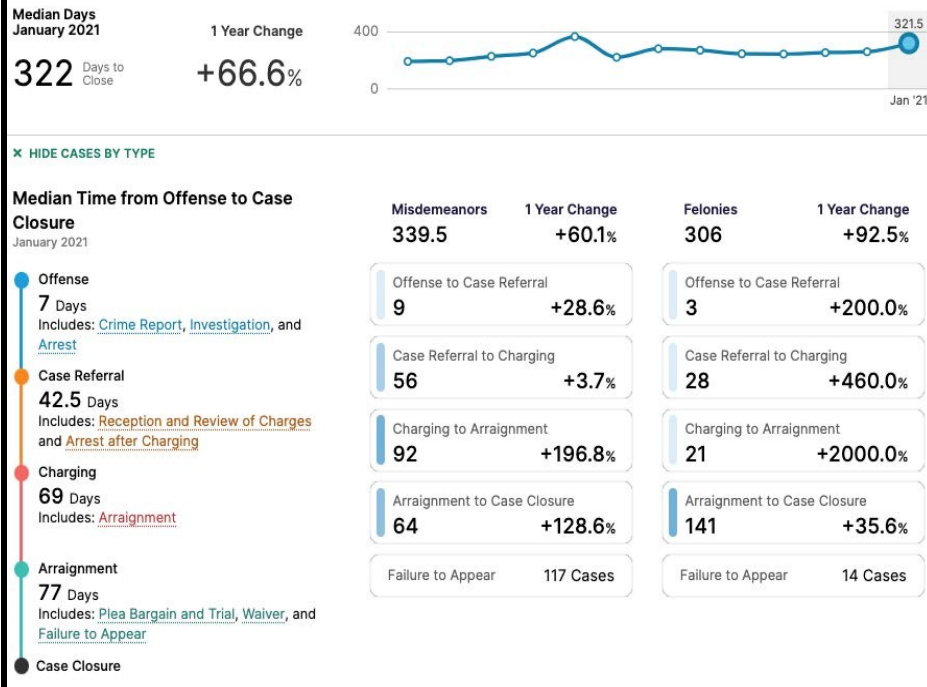 Median Days
January 2021
1 Year Change
322 Days to Close
+66.6%
400
0
321.5
Jan '21
× HIDE CASES BY TYPE
Median Time from Offense to Case
Closure
January 2021
Offense
7 Days
Includes: Crime Report, Investigation, and
Arrest
Case Referral
42.5 Days
Includes: Reception and Review of Charges
and Arrest after Charging
Charging
69 Days
Includes: Arraignment
Arraignment
77 Days
Includes: Plea Bargain and Trial, Waiver, and
Failure to Appear
Case Closure
Misdemeanors 1 Year Change
339.5 +60.1%
Offense to Case Referral
9 +28.6%
Case Referral to Charging
56 +3.7%
Charging to Arraignment
92 +196.8%
Arraignment to Case Closure
64 +128.6%
Failure to Appear 117 Cases
Felonies 1 Year Change
306 +92.5%
Offense to Case Referral
3 +200.0%
Case Referral to Charging
28 +460.0%
Charging to Arraignment
21 +2000.0%
Arraignment to Case Closure
141 +35.6%
Failure to Appear 14 Cases